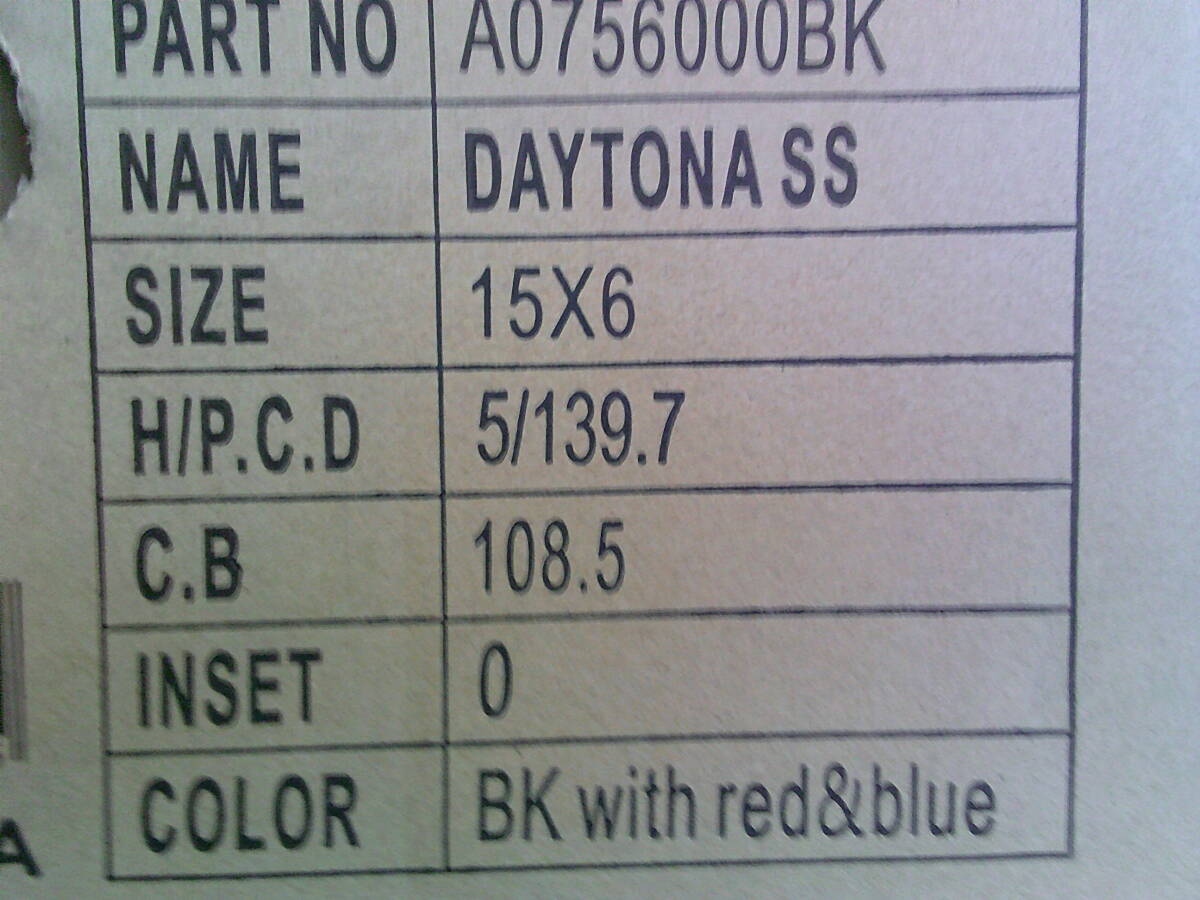 PART NO A0756000BK
NAME DAYTONA SS
SIZE 15X6
H/P.C.D 5/139.7
C.B 108.5
INSET 0
COLOR BK with red&blue
A